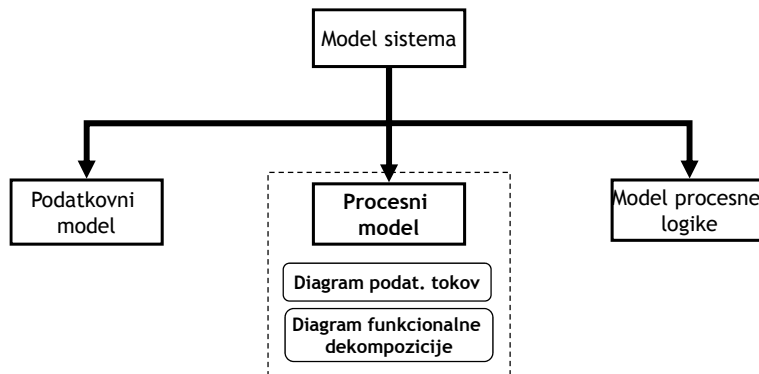 Model sistema
Podatkovni
model
Procesni
model
Model procesne
logike
Diagram podat. tokov
Diagram funkcionalne
dekompozicije